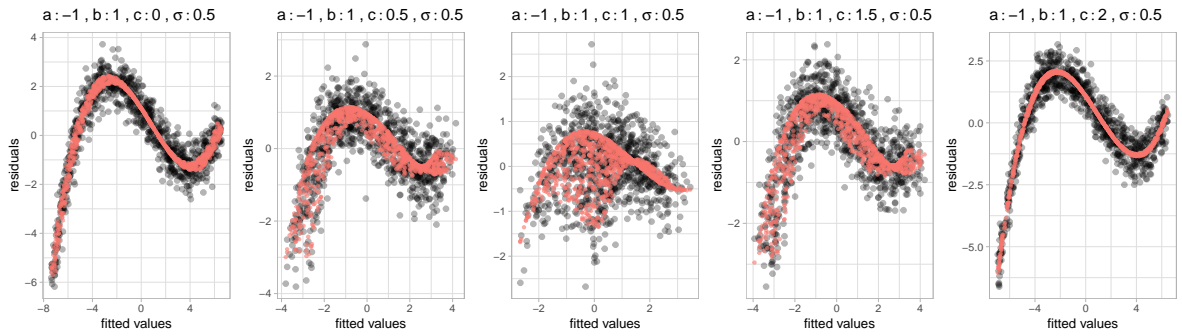 a : −1 , b : 1 , c : 0 , σ : 0.5
residuals
4
2
0
−2
−4
−6
−8 −4 0 4
fitted values
a : −1 , b : 1 , c : 0.5 , σ : 0.5
residuals
2
0
−2
−4
−4 −2 0 2 4
fitted values
a : −1 , b : 1 , c : 1 , σ : 0.5
residuals
2
1
0
−1
−2
−2 0 2
fitted values
a : −1 , b : 1 , c : 1.5 , σ : 0.5
residuals
2
0
−2
−4 −2 0 2 4
fitted values
a : −1 , b : 1 , c : 2 , σ : 0.5
residuals
2.5
0.0
−2.5
−5.0
−4 0 4
fitted values